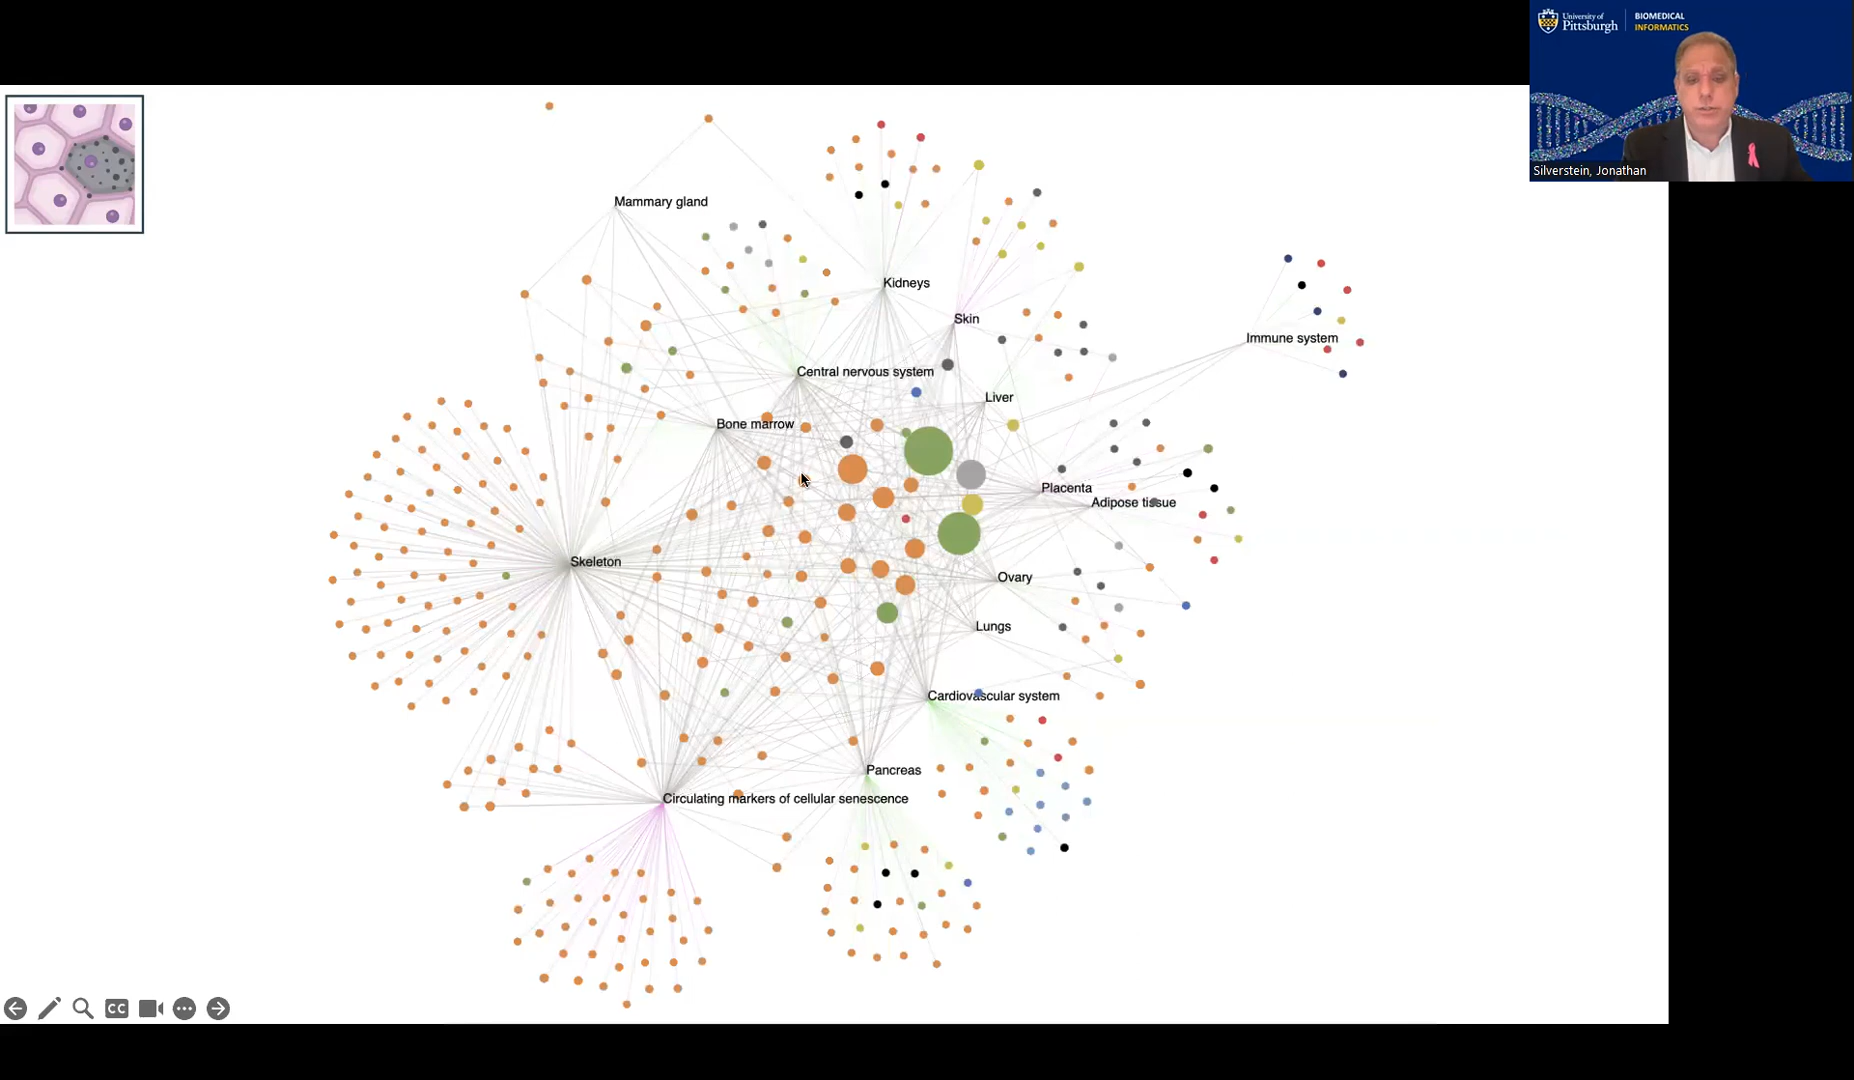 University of
Pittsburgh
BIOMEDICAL
INFORMATICS
Silverstein, Jonathan
Mammary gland
Kidneys
Skin
Immune system
Central nervous system
Liver
Bone marrow
Placenta
Adipose tissue
Skeleton
Ovary
Lungs
Cardiovascular system
Pancreas
Circulating markers of cellular senescence
CC